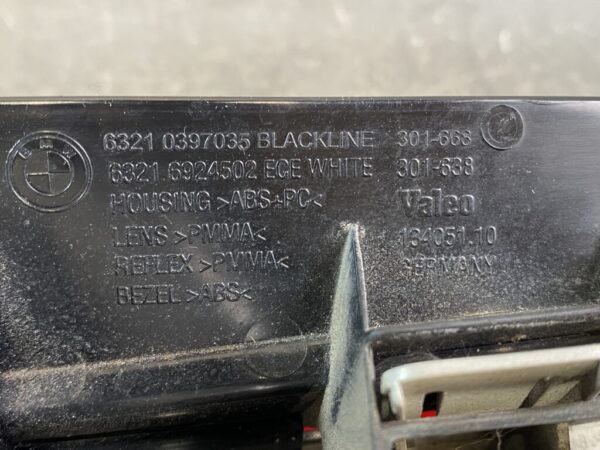 6321 0397035 BLACKLINE 301-668
6321 6924502 ECE WHITE 301-638
HOUSING >ABS+PC< Valeo
LENS >PMMA< 134051.10
REFLEX >PMMA< GERMANY
BEZEL >ABS<